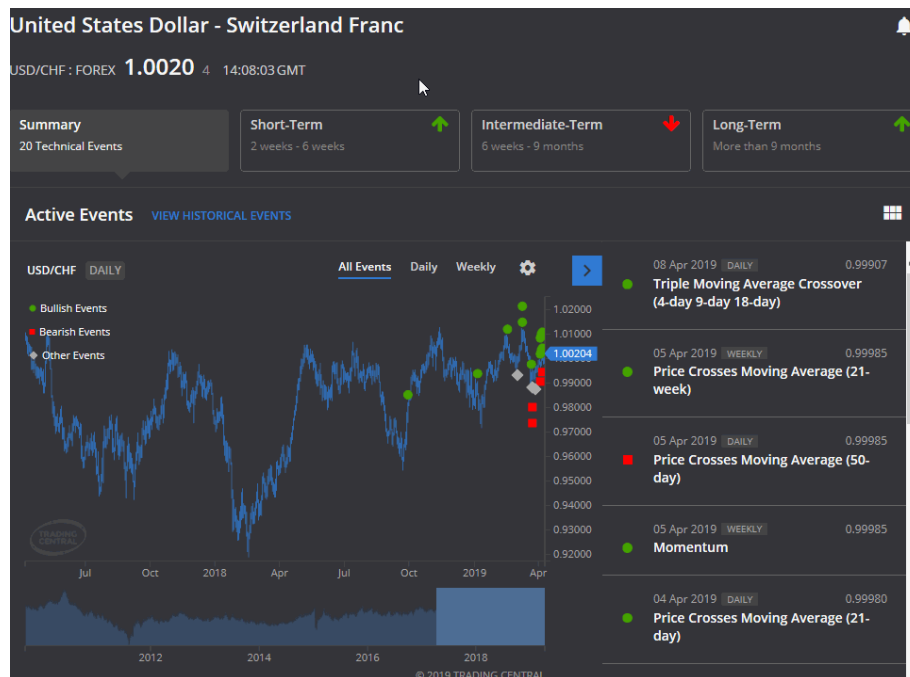 United States Dollar - Switzerland Franc
USD/CHF : FOREX 1.0020 4 14:08:03 GMT
Summary
20 Technical Events
Short-Term
2 weeks - 6 weeks
Intermediate-Term
6 weeks - 9 months
Long-Term
More than 9 months
Active Events VIEW HISTORICAL EVENTS
USD/CHF DAILY
All Events Daily Weekly
Bullish Events
Bearish Events
Other Events
1.02000
1.01000
1.00204
0.99000
0.98000
0.97000
0.96000
0.95000
0.94000
0.93000
0.92000
TRADING
CENTRAL
Jul Oct 2018 Apr Jul Oct 2019 Apr
2012 2014 2016 2018
© 2019 TRADING CENTRAL
08 Apr 2019 DAILY 0.99907
Triple Moving Average Crossover
(4-day 9-day 18-day)
05 Apr 2019 WEEKLY 0.99985
Price Crosses Moving Average (21-
week)
05 Apr 2019 DAILY 0.99985
Price Crosses Moving Average (50-
day)
05 Apr 2019 WEEKLY 0.99985
Momentum
04 Apr 2019 DAILY 0.99980
Price Crosses Moving Average (21-
day)